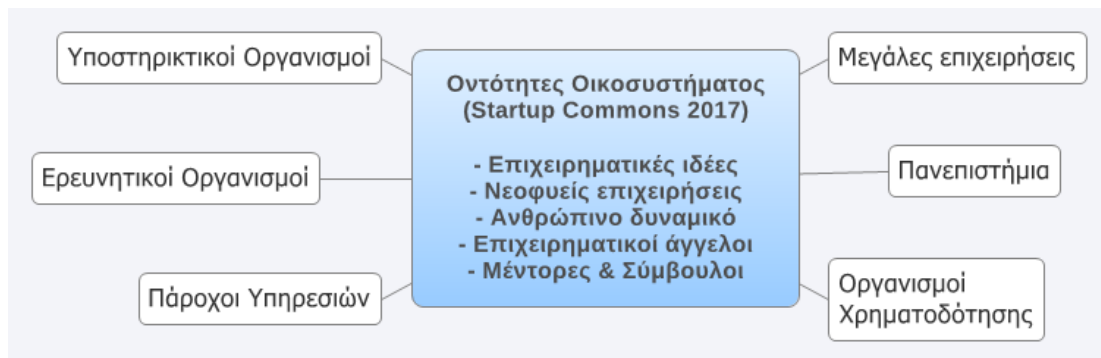 Υποστηρικτικοί Οργανισμοί
Ερευνητικοί Οργανισμοί
Πάροχοι Υπηρεσιών
Οντότητες Οικοσυστήματος
(Startup Commons 2017)
- Επιχειρηματικές ιδέες
- Νεοφυείς επιχειρήσεις
- Ανθρώπινο δυναμικό
- Επιχειρηματικοί άγγελοι
- Μέντορες & Σύμβουλοι
Μεγάλες επιχειρήσεις
Πανεπιστήμια
Οργανισμοί
Χρηματοδότησης